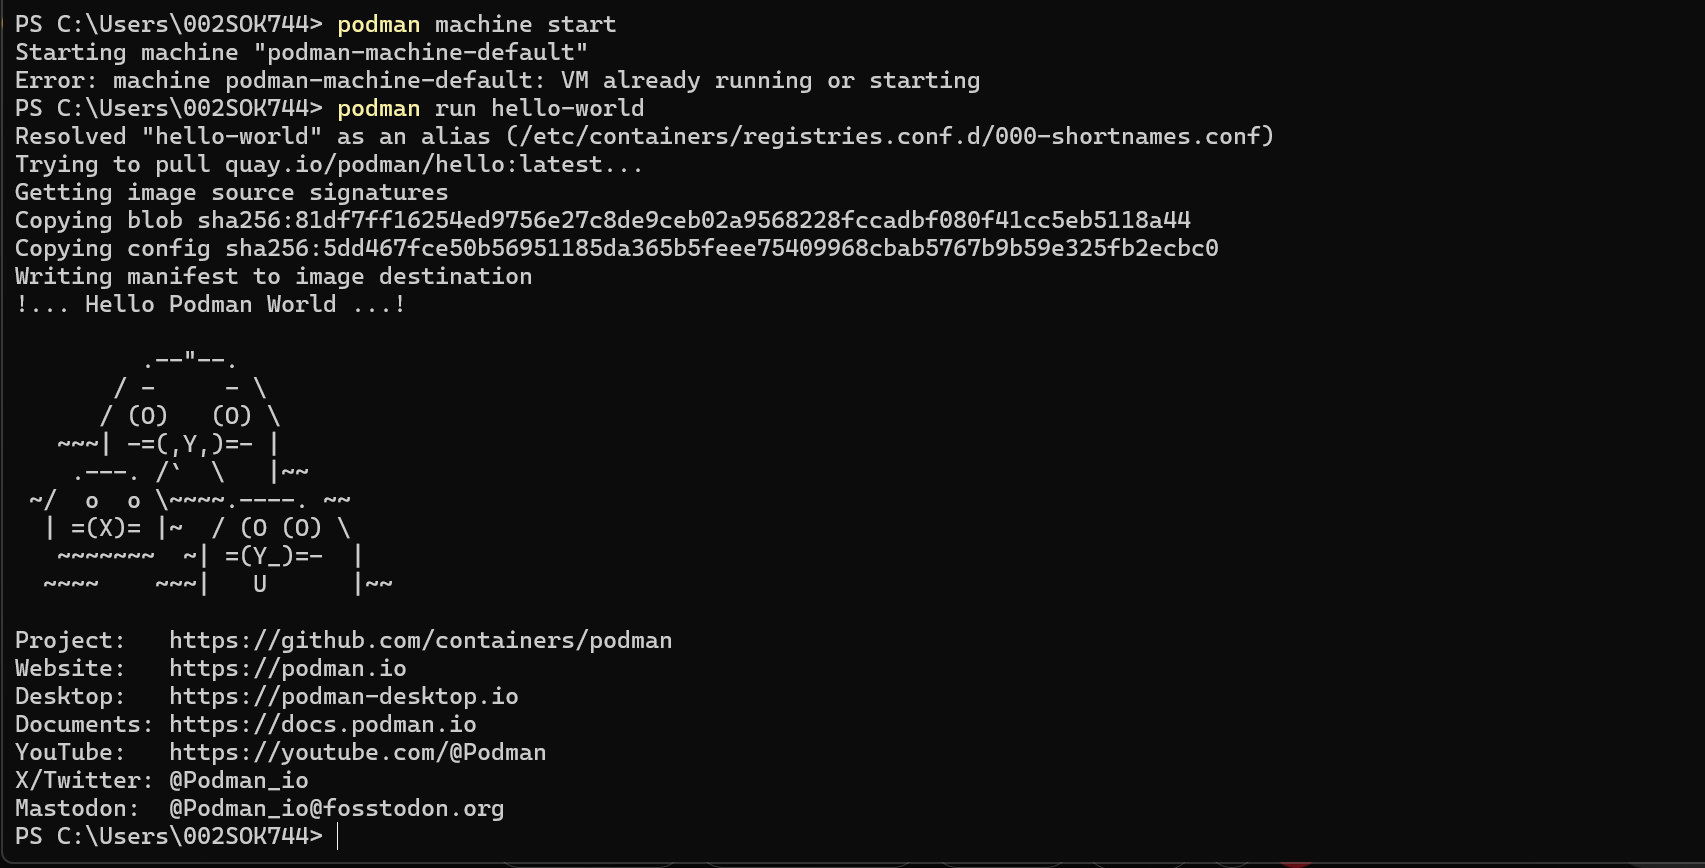 PS C:\Users\002SOK744> podman machine start
Starting machine "podman-machine-default"
Error: machine podman-machine-default: VM already running or starting
PS C:\Users\002SOK744> podman run hello-world
Resolved "hello-world" as an alias (/etc/containers/registries.conf.d/000-shortnames.conf)
Trying to pull quay.io/podman/hello:latest...
Getting image source signatures
Copying blob sha256:81df7ff16254ed9756e27c8de9ceb02a9568228fccadbf080f41cc5eb5118a44
Copying config sha256:5dd467fce50b56951185da365b5feee75409968cbab5767b9b59e325fb2ecbc0
Writing manifest to image destination
!... Hello Podman World ...!

         .--"--.
       / -     - \
      / (O)   (O) \
   ~~~| -=(,Y,)=- |
    .---. /`  \   |~~
 ~/  o  o \~~~~.----. ~~
  | =(X)= |~  / (O (O) \
   ~~~~~~~  ~| =(Y_)=-  |
  ~~~~    ~~~|   U      |~~

Project:   https://github.com/containers/podman
Website:   https://podman.io
Desktop:   https://podman-desktop.io
Documents: https://docs.podman.io
YouTube:   https://youtube.com/@Podman
X/Twitter: @Podman_io
Mastodon:  @Podman_io@fosstodon.org
PS C:\Users\002SOK744>